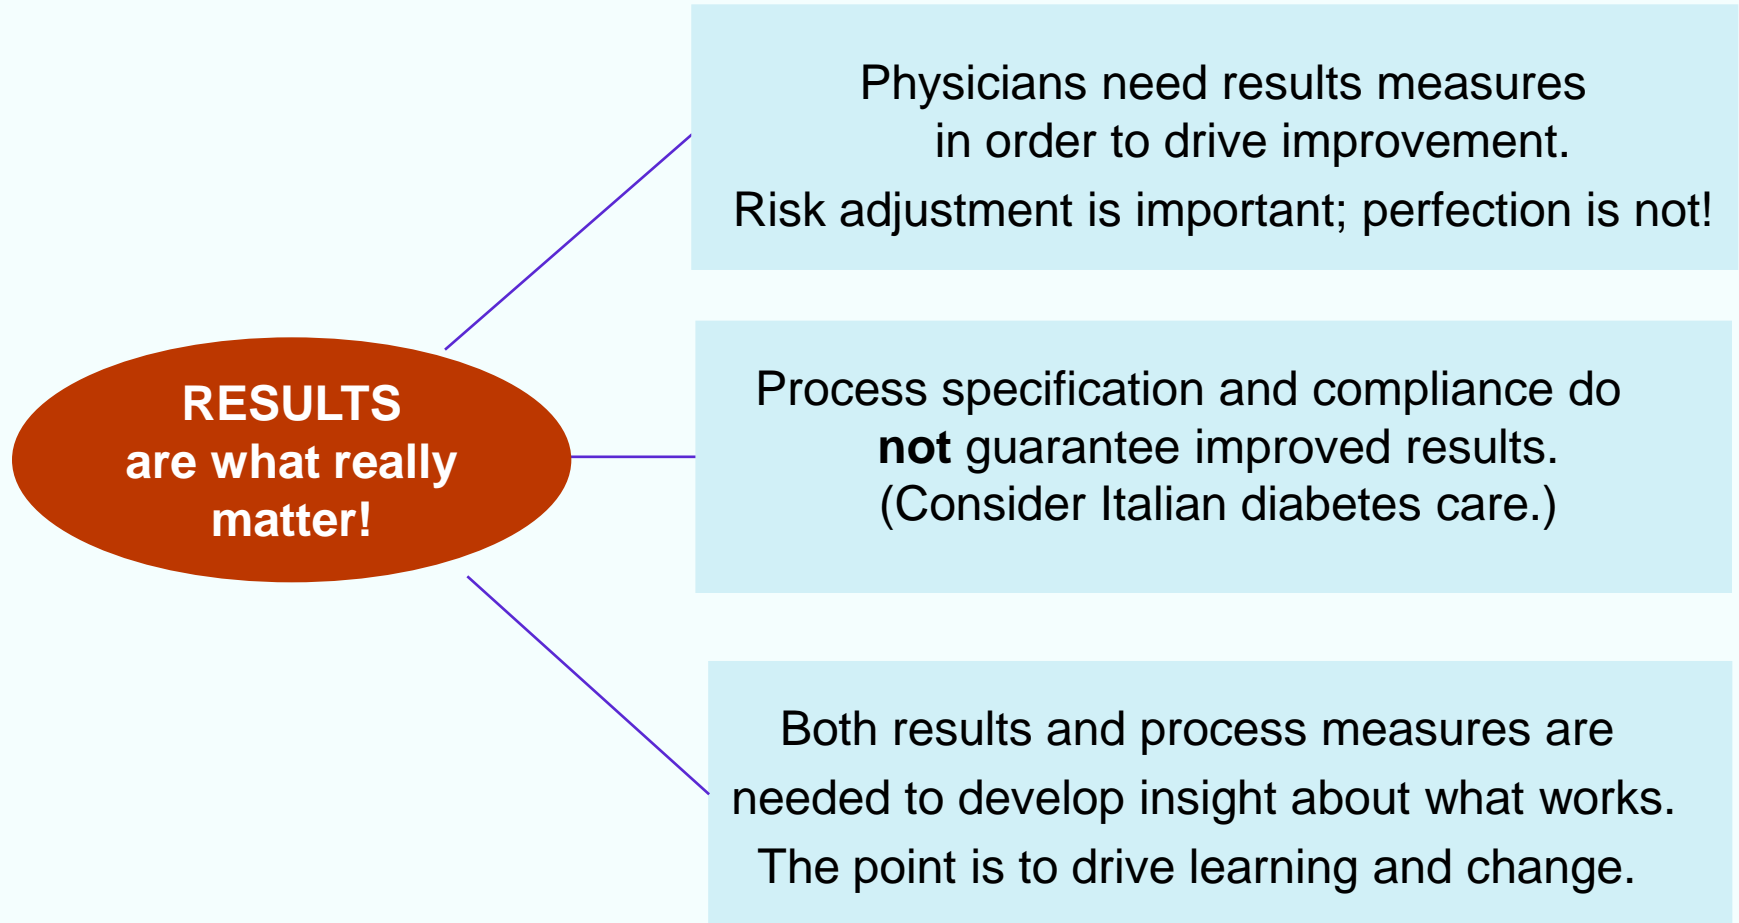 Physicians need results measures
in order to drive improvement.
Risk adjustment is important; perfection is not!
RESULTS
are what really
matter!
Process specification and compliance do
not guarantee improved results.
(Consider Italian diabetes care.)
Both results and process measures are
needed to develop insight about what works.
The point is to drive learning and change.